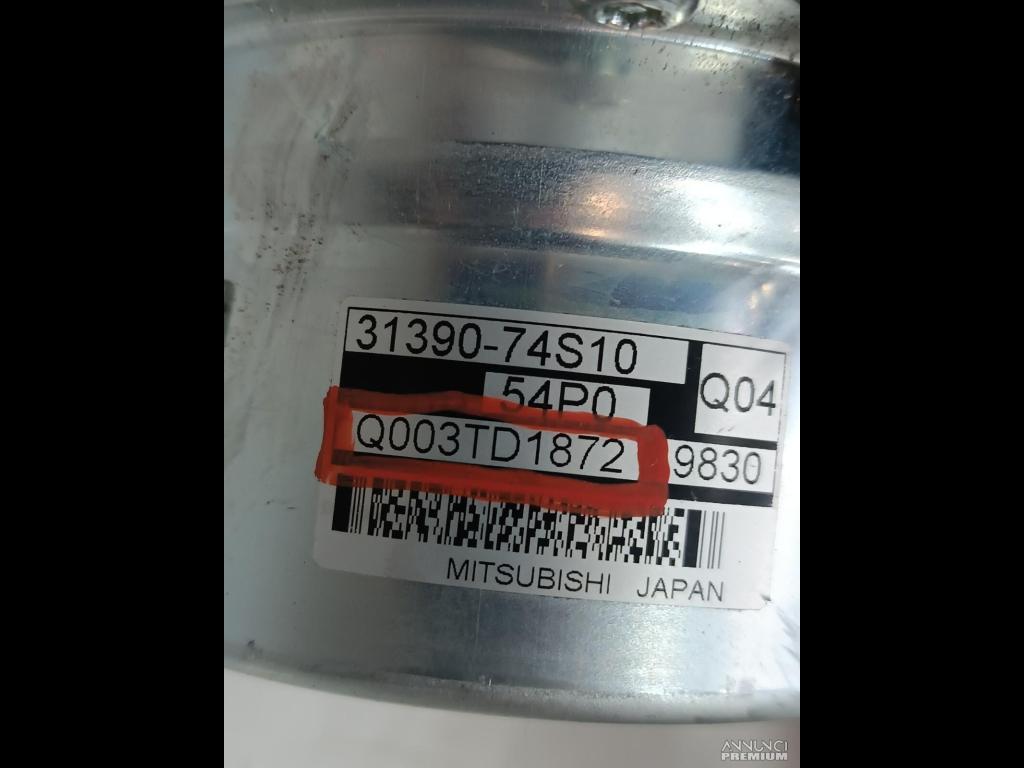 31390-74S10
Q04
54P0
Q003TD1872
9830
MITSUBISHI JAPAN
ANNUNCI
PREMIUM